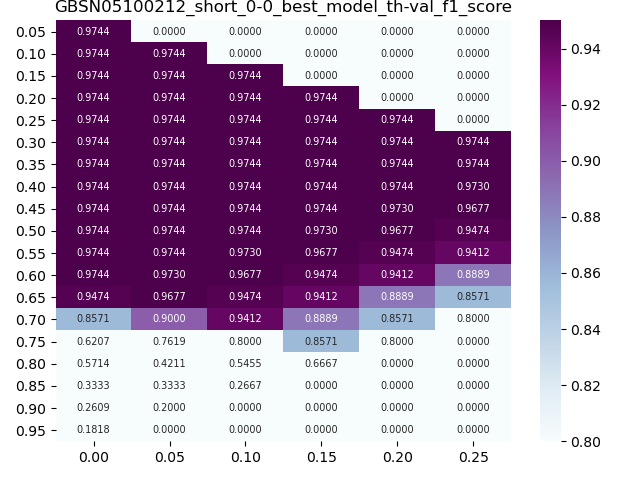 GBSN05100212_short_0-0_best_model_th-val_f1_score
0.05 0.9744 0.0000 0.0000 0.0000 0.0000 0.0000
0.10 0.9744 0.9744 0.0000 0.0000 0.0000 0.0000
0.15 0.9744 0.9744 0.9744 0.0000 0.0000 0.0000
0.20 0.9744 0.9744 0.9744 0.9744 0.0000 0.0000
0.25 0.9744 0.9744 0.9744 0.9744 0.9744 0.0000
0.30 0.9744 0.9744 0.9744 0.9744 0.9744 0.9744
0.35 0.9744 0.9744 0.9744 0.9744 0.9744 0.9744
0.40 0.9744 0.9744 0.9744 0.9744 0.9744 0.9730
0.45 0.9744 0.9744 0.9744 0.9744 0.9730 0.9677
0.50 0.9744 0.9744 0.9744 0.9730 0.9677 0.9474
0.55 0.9744 0.9744 0.9730 0.9677 0.9474 0.9412
0.60 0.9744 0.9730 0.9677 0.9474 0.9412 0.8889
0.65 0.9474 0.9677 0.9474 0.9412 0.8889 0.8571
0.70 0.8571 0.9000 0.9412 0.8889 0.8571 0.8000
0.75 0.6207 0.7619 0.8000 0.8571 0.8000 0.0000
0.80 0.5714 0.4211 0.5455 0.6667 0.0000 0.0000
0.85 0.3333 0.3333 0.2667 0.0000 0.0000 0.0000
0.90 0.2609 0.2000 0.0000 0.0000 0.0000 0.0000
0.95 0.1818 0.0000 0.0000 0.0000 0.0000 0.0000
0.00 0.05 0.10 0.15 0.20 0.25
0.94
0.92
0.90
0.88
0.86
0.84
0.82
0.80